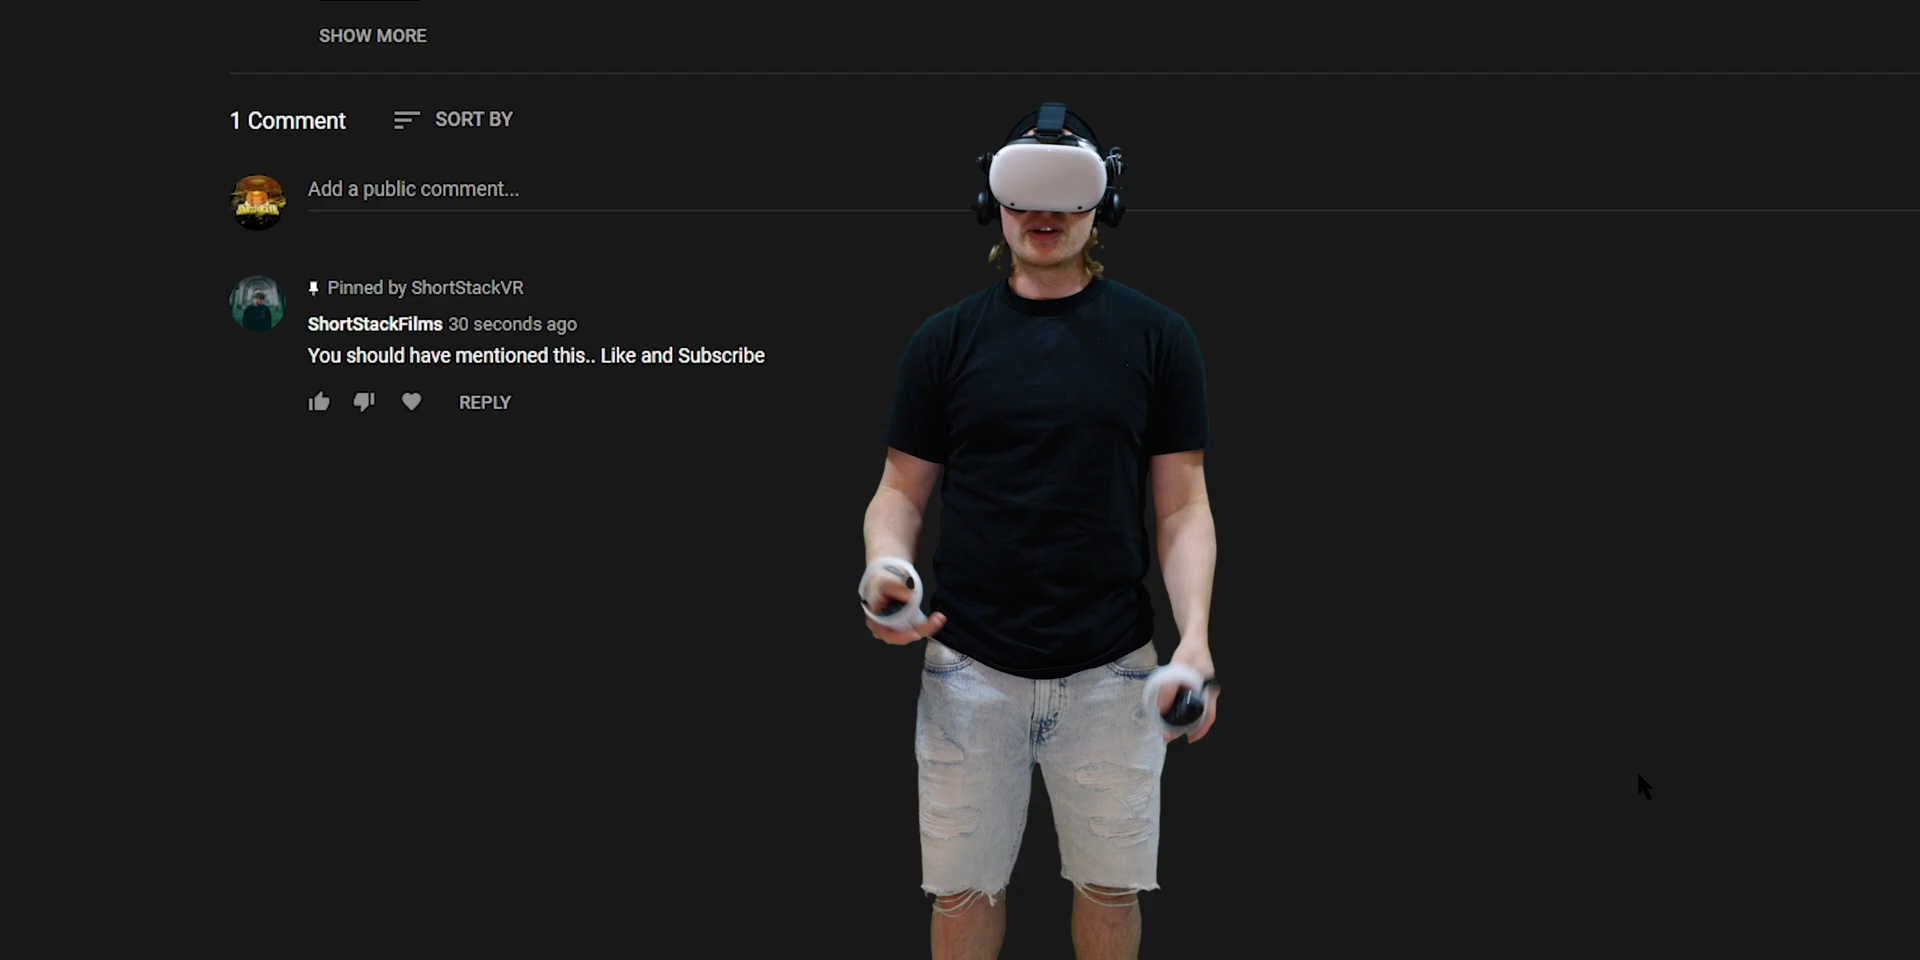 SHOW MORE
1 Comment
SORT BY
Add a public comment...
Pinned by ShortStackVR
ShortStackFilms 30 seconds ago
You should have mentioned this.. Like and Subscribe
REPLY